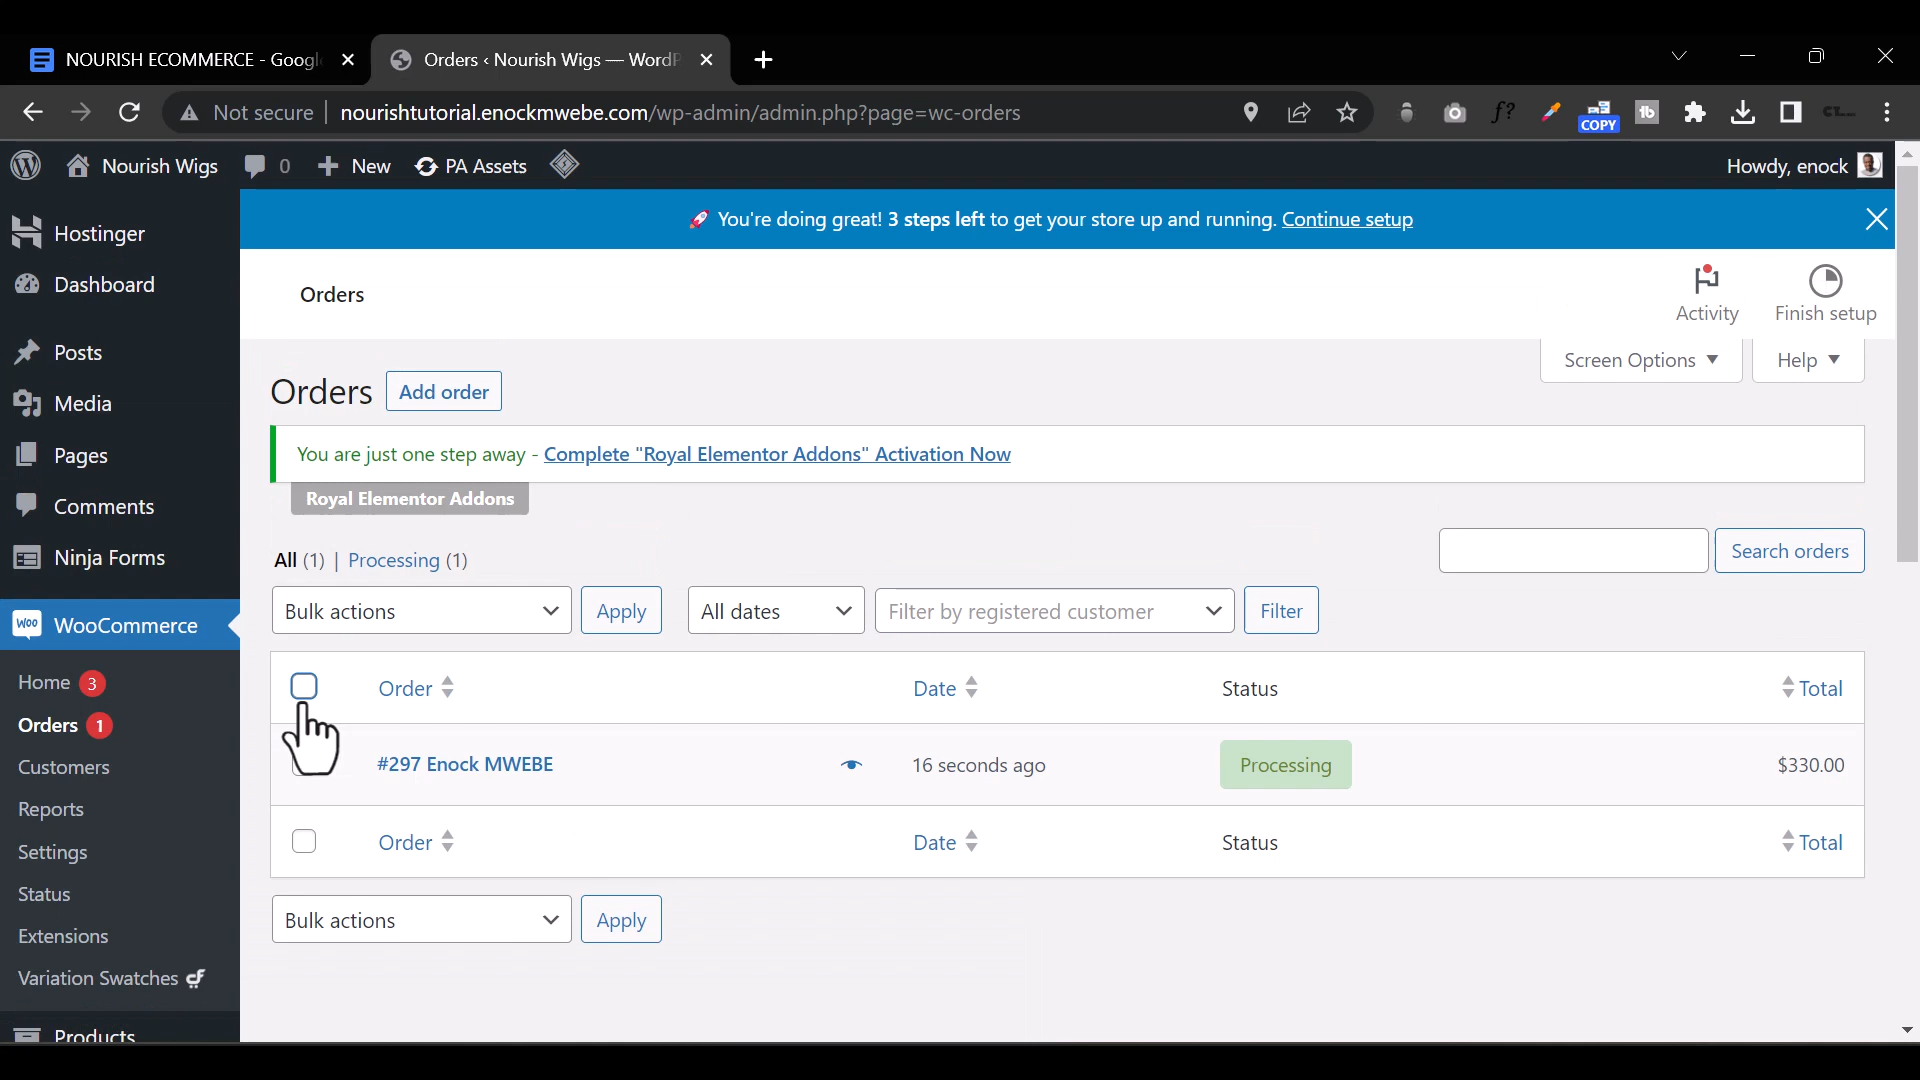 NOURISH ECOMMERCE - Googl
Orders ‹ Nourish Wigs — WordP
Not secure
nourishtutorial.enockmwebe.com/wp-admin/admin.php?page=wc-orders
f?
COPY
tb
Nourish Wigs
0
New
PA Assets
Howdy, enock
Hostinger
Dashboard
Posts
Media
Pages
Comments
Ninja Forms
WOO
WooCommerce
Home 3
Orders 1
Customers
Reports
Settings
Status
Extensions
Variation Swatches
Products
🚀 You're doing great! 3 steps left to get your store up and running. Continue setup
Orders
Activity
Finish setup
Screen Options
Help
Orders
Add order
You are just one step away - Complete "Royal Elementor Addons" Activation Now
Royal Elementor Addons
All (1) | Processing (1)
Search orders
Bulk actions
Apply
All dates
Filter by registered customer
Filter
Order
Date
Status
Total
#297 Enock MWEBE
16 seconds ago
Processing
$330.00
Order
Date
Status
Total
Bulk actions
Apply